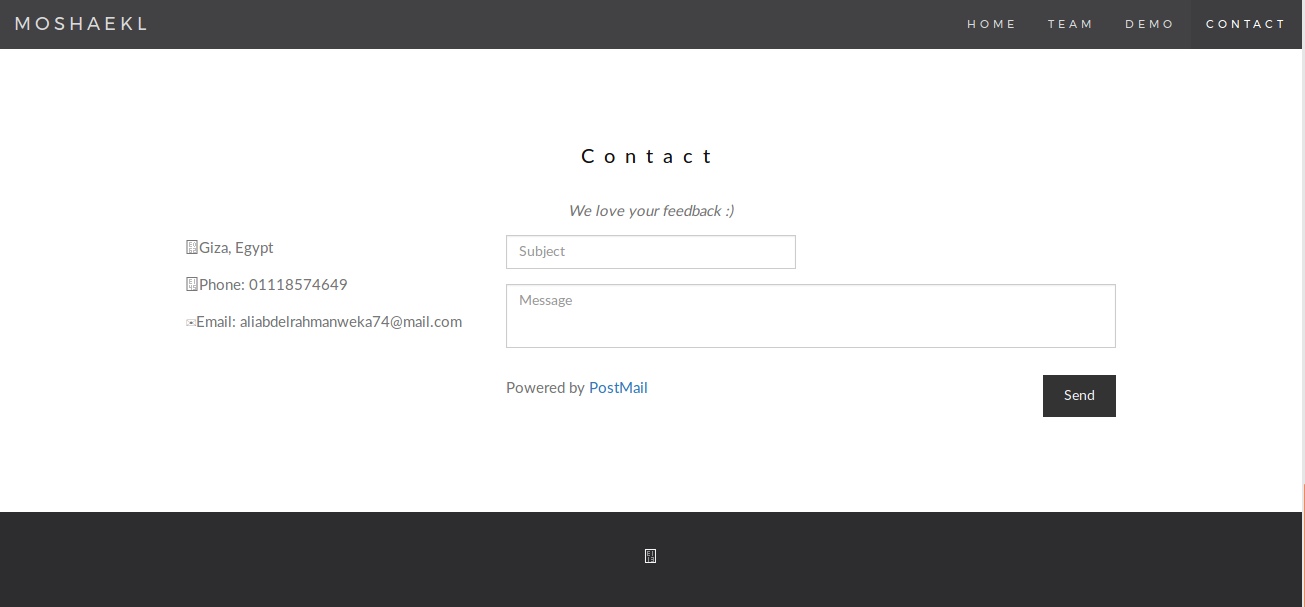 MOSHAEKL
HOME TEAM DEMO CONTACT
Contact
We love your feedback :)
Giza, Egypt
Phone: 01118574649
Email: aliabdelrahmanweka74@mail.com
Subject
Message
Powered by PostMail
Send